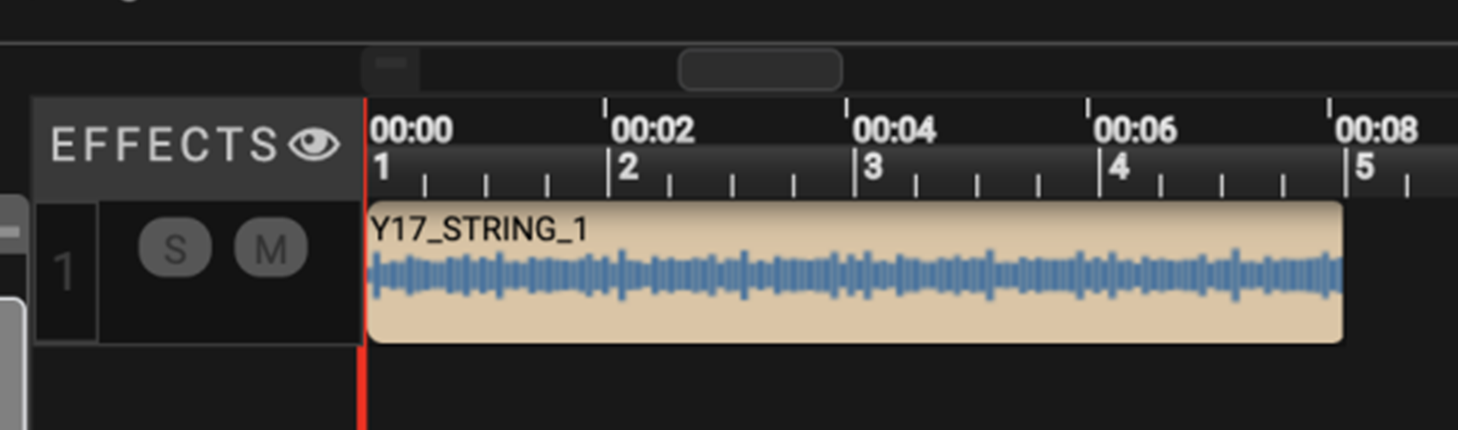 EFFECTS
00:00 00:02 00:04 00:06 00:08
1 2 3 4 5
1 S M
Y17_STRING_1